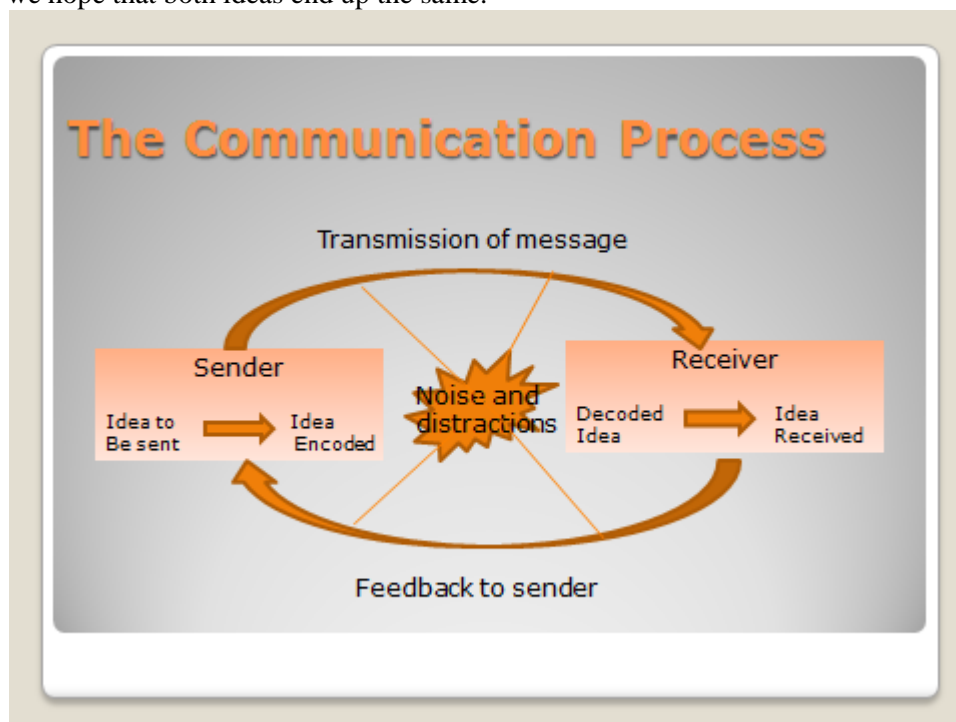 we hope that both ideas end up the same.
The Communication Process
Transmission of message
Sender
Idea to
Be sent
Idea
Encoded
Noise and
distractions
Receiver
Decoded
Idea
Idea
Received
Feedback to sender